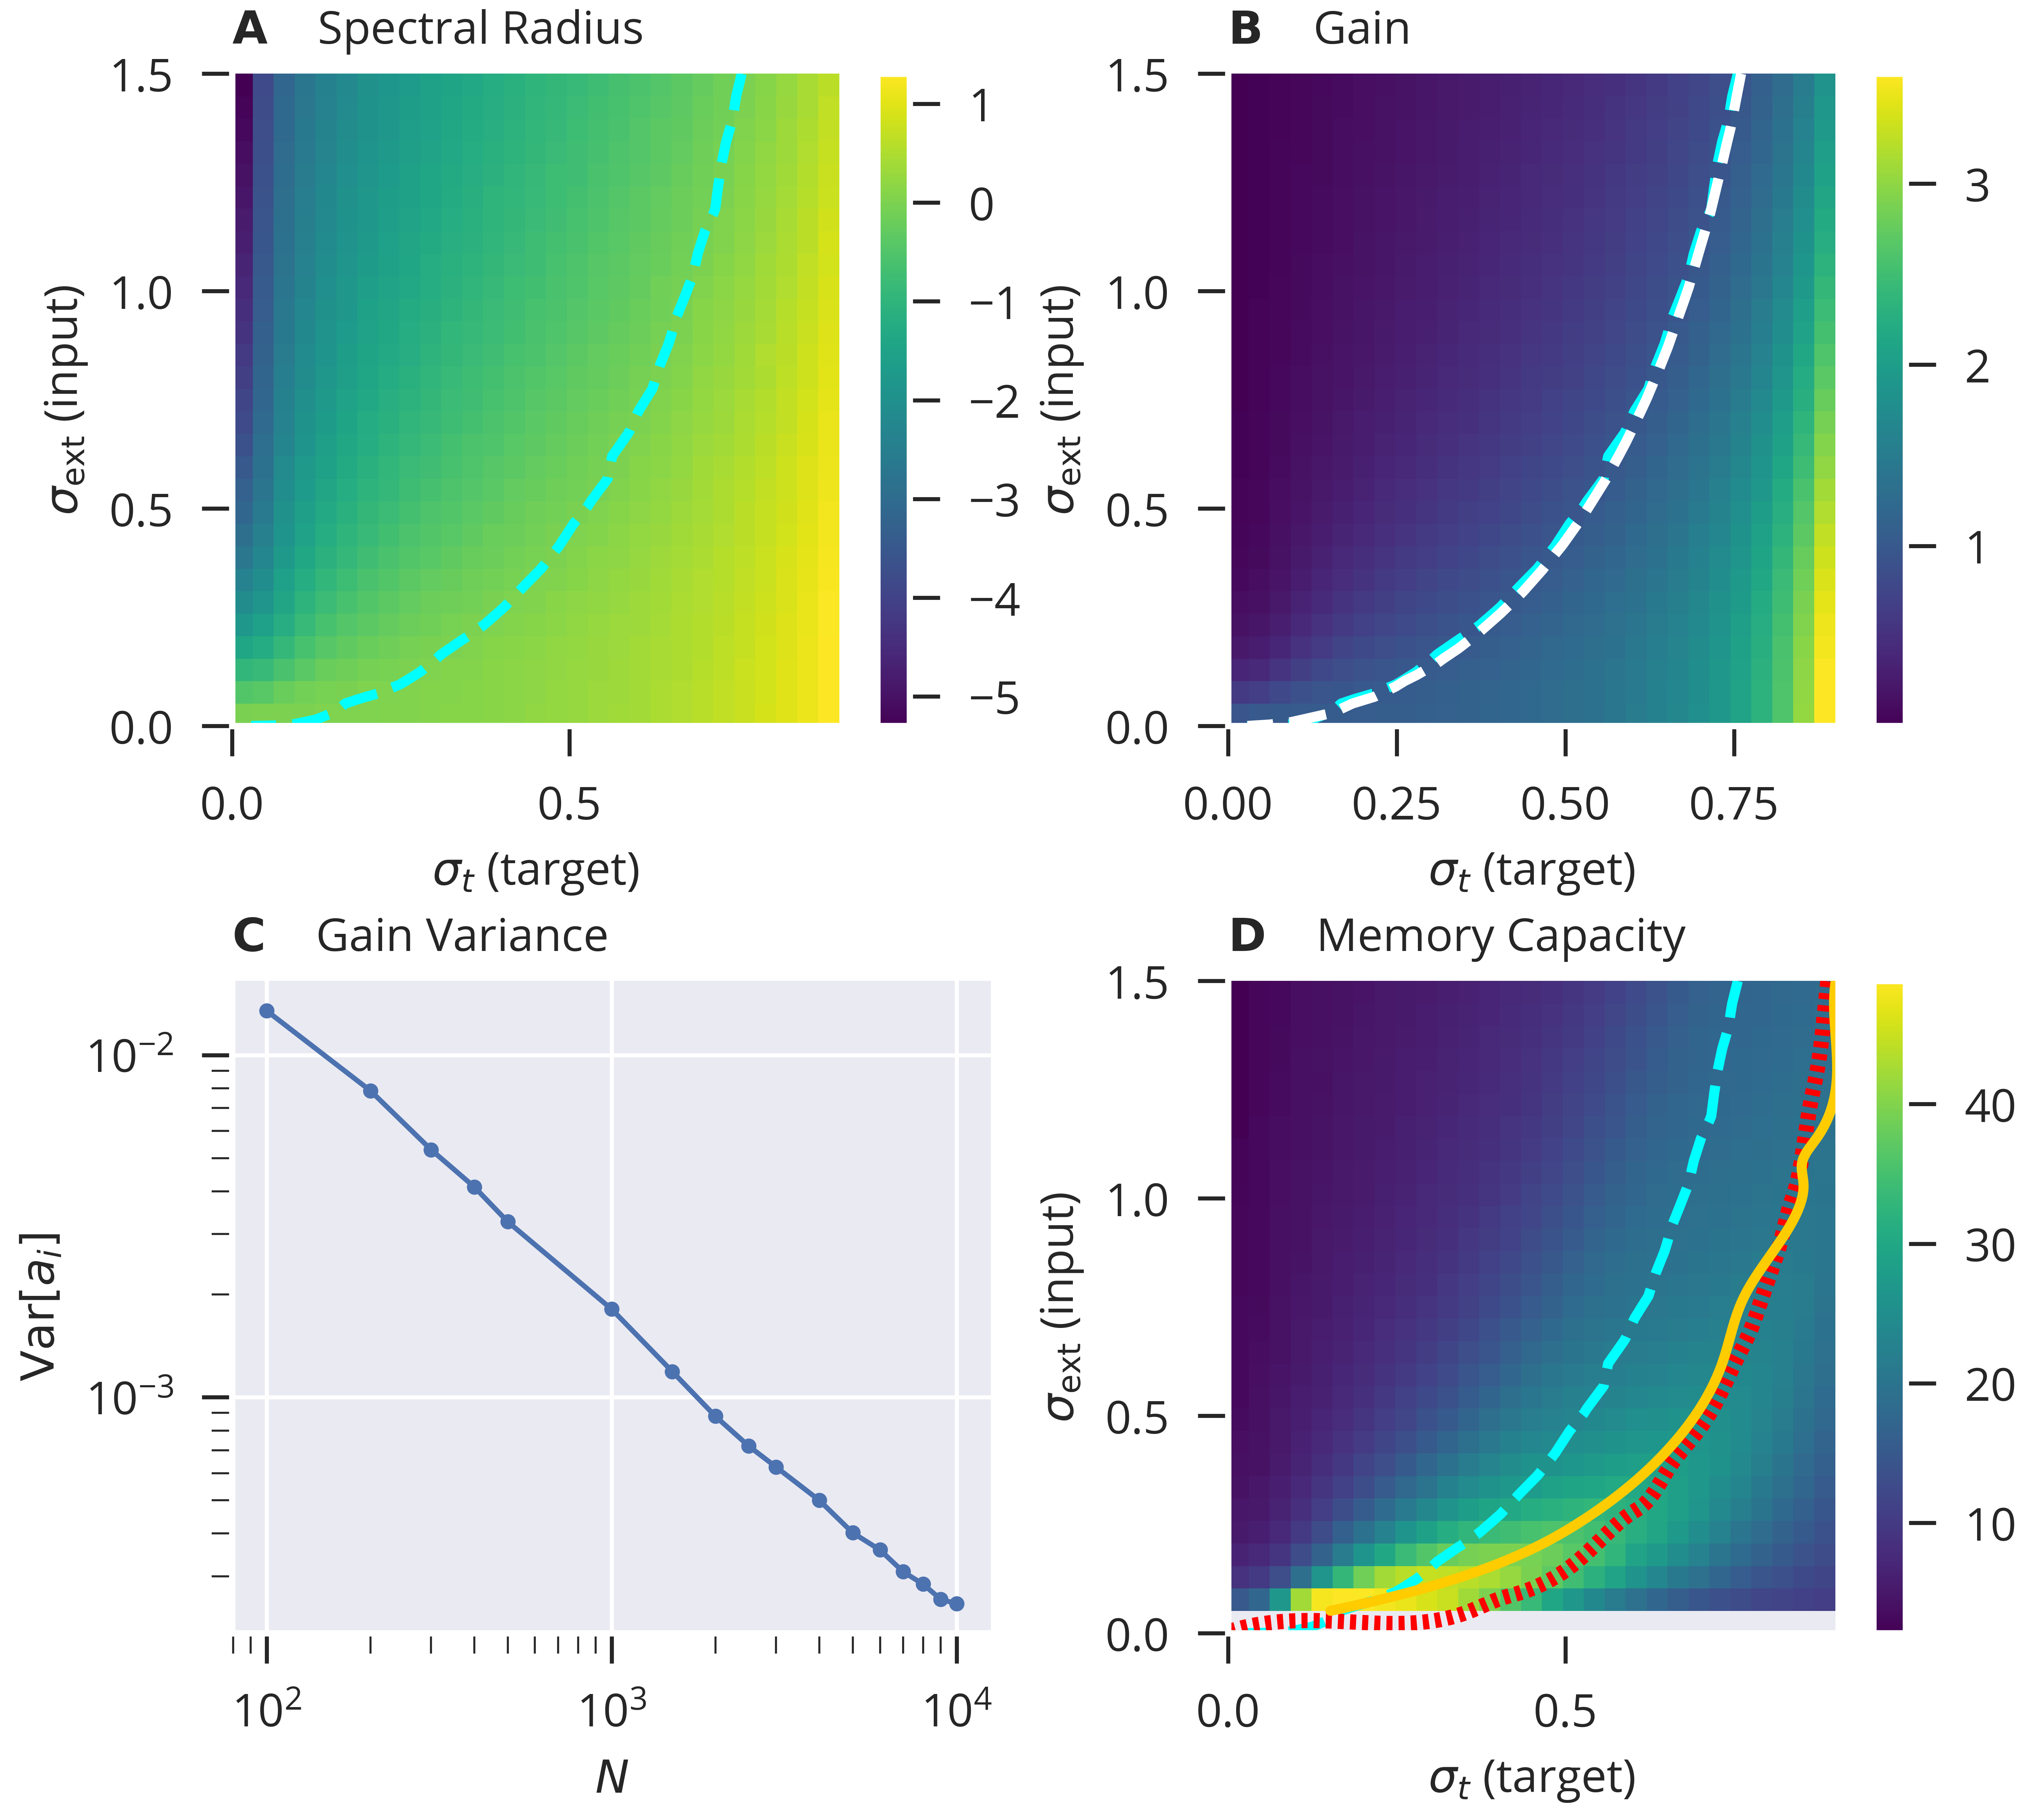 A Spectral Radius
1.5
1.0
0.5
0.0
σext (input)
0.0 0.5
σt (target)
1
0
−1
−2
−3
−4
−5
B Gain
1.5
1.0
0.5
0.0
σext (input)
0.00 0.25 0.50 0.75
σt (target)
3
2
1
C Gain Variance
10−2
10−3
Var[ai]
102 103 104
N
D Memory Capacity
1.5
1.0
0.5
0.0
σext (input)
0.0 0.5
σt (target)
40
30
20
10